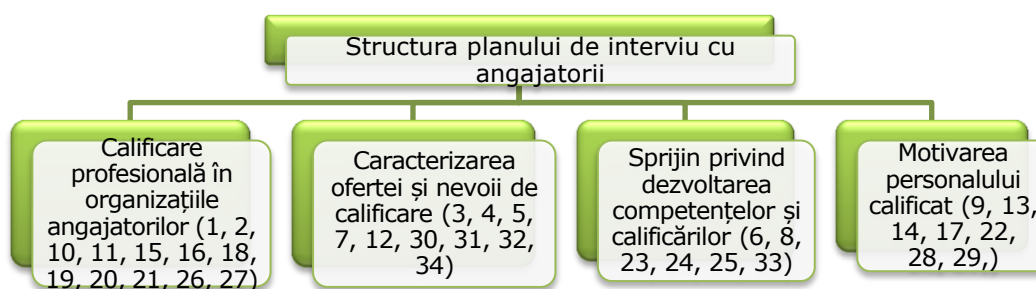 Structura planului de interviu cu
angajatorii
Calificare
profesională în
organizațiile
angajatorilor (1, 2,
10, 11, 15, 16, 18,
19, 20, 21, 26, 27)
Caracterizarea
ofertei și nevoii de
calificare (3, 4, 5,
7, 12, 30, 31, 32,
34)
Sprijin privind
dezvoltarea
competențelor și
calificărilor (6, 8,
23, 24, 25, 33)
Motivarea
personalului
calificat (9, 13,
14, 17, 22,
28, 29,)